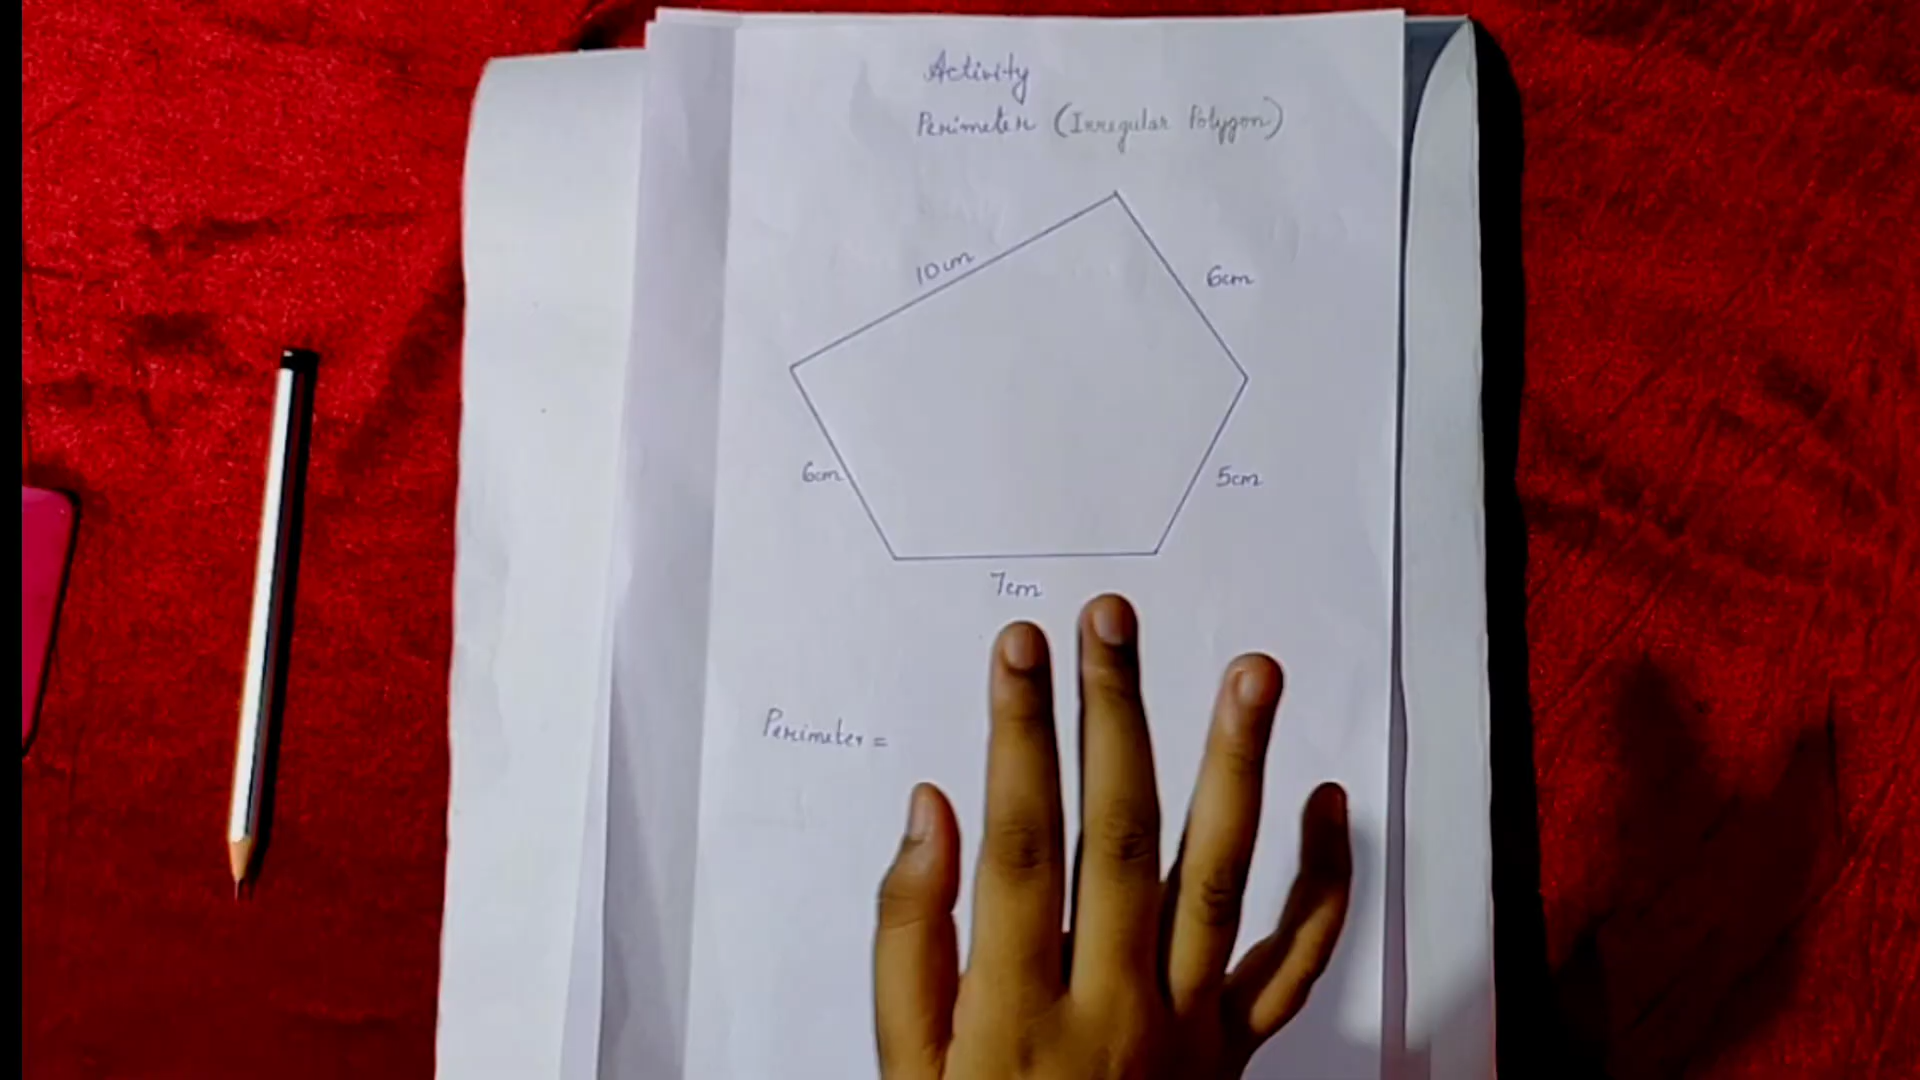 Activity
Perimeter (Irregular Polygon)
10cm
6cm
6cm
5cm
7cm
Perimeter =